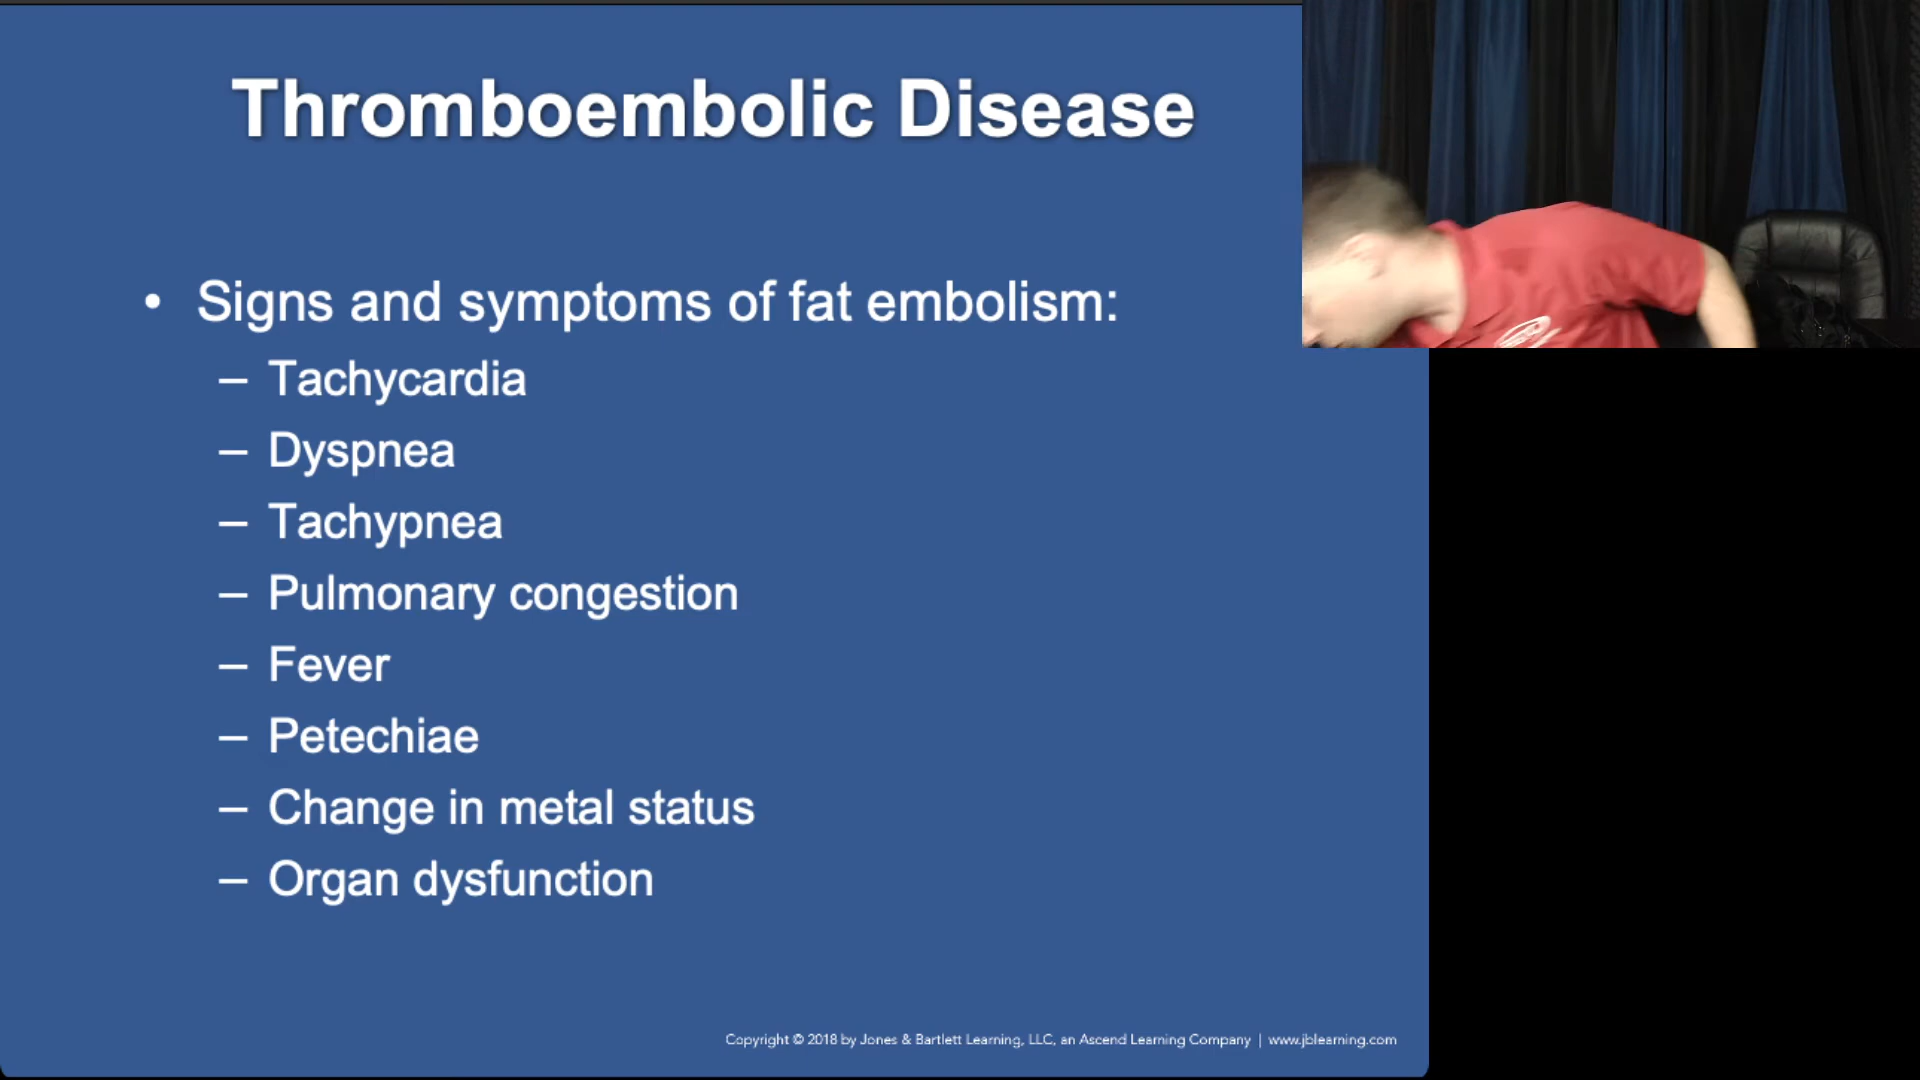 Thromboembolic Disease
• Signs and symptoms of fat embolism:
– Tachycardia
– Dyspnea
– Tachypnea
– Pulmonary congestion
– Fever
– Petechiae
– Change in metal status
– Organ dysfunction
Copyright © 2018 by Jones & Bartlett Learning, LLC, an Ascend Learning Company | www.jblearning.com